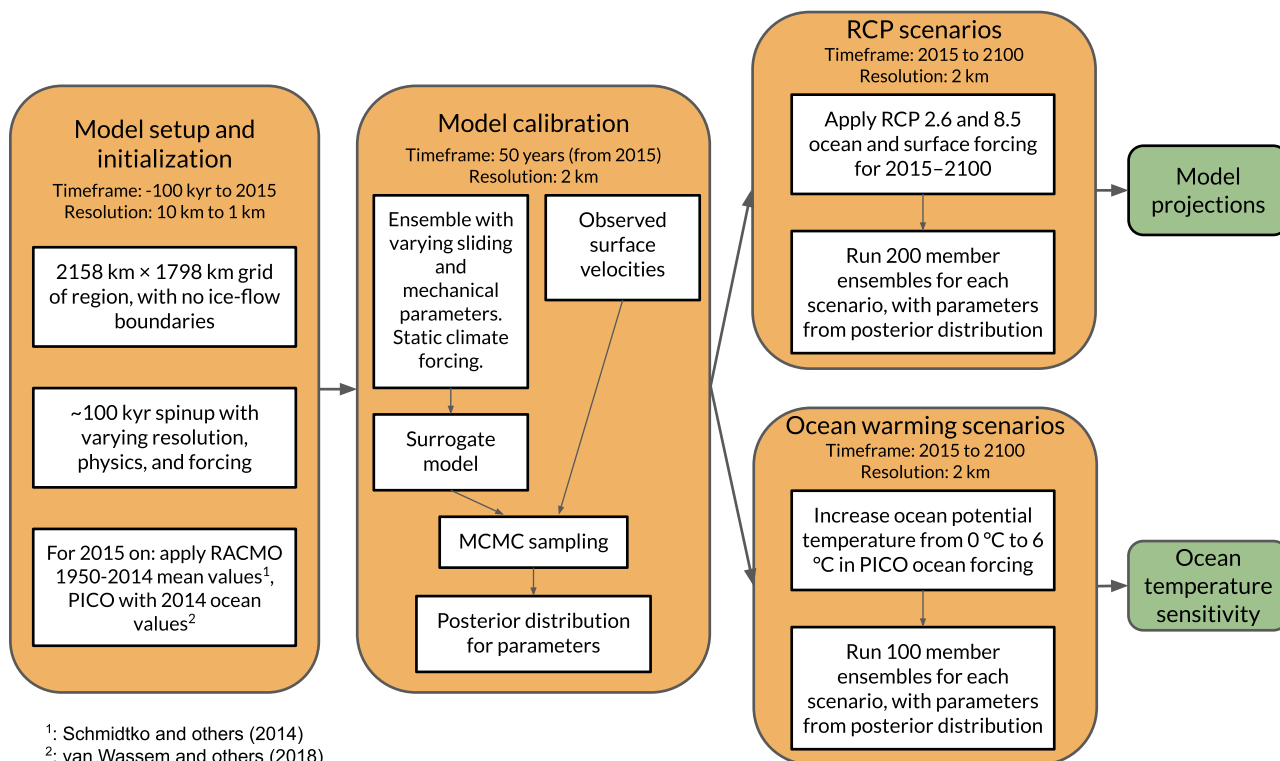 Model setup and
initialization
Timeframe: -100 kyr to 2015
Resolution: 10 km to 1 km
2158 km × 1798 km grid
of region, with no ice-flow
boundaries
~100 kyr spinup with
varying resolution,
physics, and forcing
For 2015 on: apply RACMO
1950-2014 mean values¹,
PICO with 2014 ocean
values²
¹: Schmidtko and others (2014)
²: van Wassem and others (2018)
Model calibration
Timeframe: 50 years (from 2015)
Resolution: 2 km
Ensemble with
varying sliding
and
mechanical
parameters.
Static climate
forcing.
Observed
surface
velocities
Surrogate
model
MCMC sampling
Posterior distribution
for parameters
RCP scenarios
Timeframe: 2015 to 2100
Resolution: 2 km
Apply RCP 2.6 and 8.5
ocean and surface forcing
for 2015–2100
Run 200 member
ensembles for each
scenario, with parameters
from posterior distribution
Model
projections
Ocean warming scenarios
Timeframe: 2015 to 2100
Resolution: 2 km
Increase ocean potential
temperature from 0 °C to 6
°C in PICO ocean forcing
Run 100 member
ensembles for each
scenario, with parameters
from posterior distribution
Ocean
temperature
sensitivity